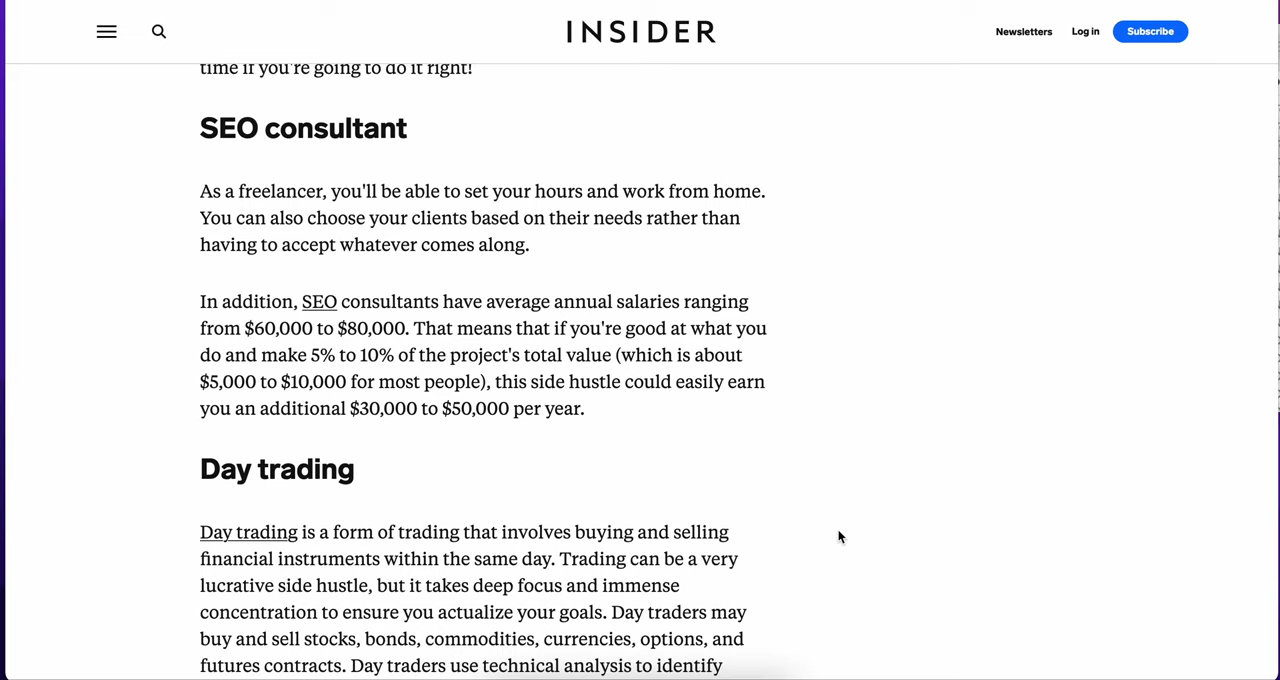 INSIDER
Newsletters
Log in
Subscribe
time if you're going to do it right!
SEO consultant
As a freelancer, you'll be able to set your hours and work from home.
You can also choose your clients based on their needs rather than
having to accept whatever comes along.
In addition, SEO consultants have average annual salaries ranging
from $60,000 to $80,000. That means that if you're good at what you
do and make 5% to 10% of the project's total value (which is about
$5,000 to $10,000 for most people), this side hustle could easily earn
you an additional $30,000 to $50,000 per year.
Day trading
Day trading is a form of trading that involves buying and selling
financial instruments within the same day. Trading can be a very
lucrative side hustle, but it takes deep focus and immense
concentration to ensure you actualize your goals. Day traders may
buy and sell stocks, bonds, commodities, currencies, options, and
futures contracts. Day traders use technical analysis to identify